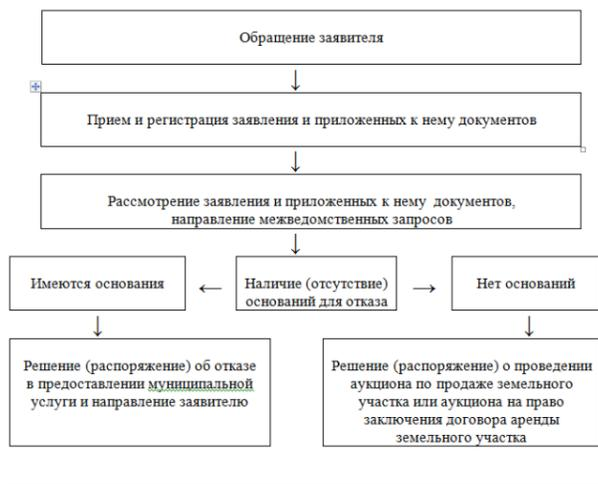 Обращение заявителя
Прием и регистрация заявления и приложенных к нему документов
Рассмотрение заявления и приложенных к нему документов,
направление межведомственных запросов
Имеются основания
Наличие (отсутствие)
оснований для отказа
Нет оснований
Решение (распоряжение) об отказе
в предоставлении муниципальной
услуги и направление заявителю
Решение (распоряжение) о проведении
аукциона по продаже земельного
участка или аукциона на право
заключения договора аренды
земельного участка